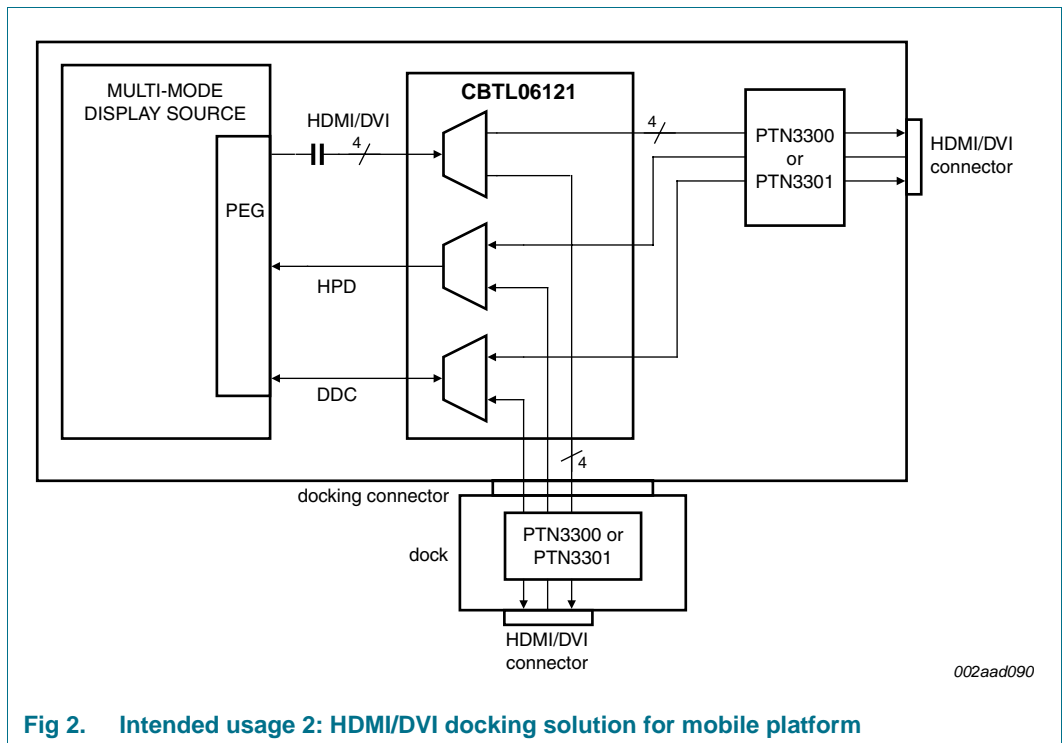 MULTI-MODE
DISPLAY SOURCE
PEG
HDMI/DVI
4
CBTL06121
4
PTN3300
or
PTN3301
HDMI/DVI
connector
HPD
DDC
4
docking connector
dock
PTN3300 or
PTN3301
HDMI/DVI
connector
002aad090
Fig 2. Intended usage 2: HDMI/DVI docking solution for mobile platform